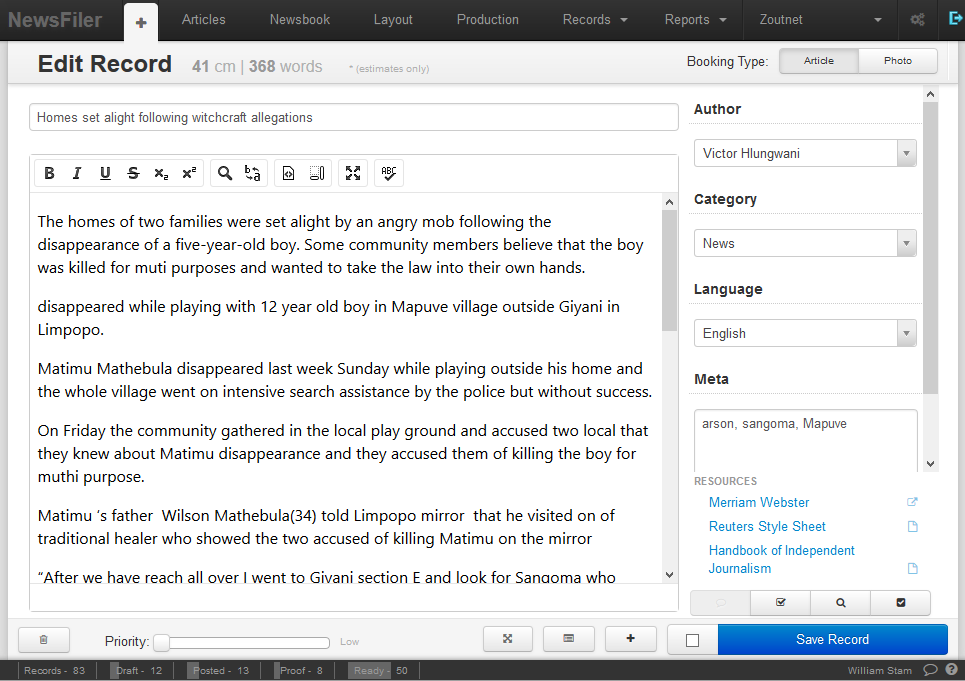 NewsFiler
+
Articles
Newsbook
Layout
Production
Records
Reports
Zoutnet
Edit Record
41 cm | 368 words
* (estimates only)
Booking Type:
Article
Photo
Homes set alight following witchcraft allegations
B I U S x₂ x²
The homes of two families were set alight by an angry mob following the
disappearance of a five-year-old boy. Some community members believe that the boy
was killed for muti purposes and wanted to take the law into their own hands.
disappeared while playing with 12 year old boy in Mapuve village outside Giyani in
Limpopo.
Matimu Mathebula disappeared last week Sunday while playing outside his home and
the whole village went on intensive search assistance by the police but without success.
On Friday the community gathered in the local play ground and accused two local that
they knew about Matimu disappearance and they accused them of killing the boy for
muthi purpose.
Matimu ‘s father  Wilson Mathebula(34) told Limpopo mirror  that he visited on of
traditional healer who showed the two accused of killing Matimu on the mirror
“After we have reach all over I went to Giyani section E and look for Sangoma who
Author
Victor Hlungwani
Category
News
Language
English
Meta
arson, sangoma, Mapuve
RESOURCES
Merriam Webster
Reuters Style Sheet
Handbook of Independent
Journalism
Priority:
Low
+
Save Record
Records - 83
Draft - 12
Posted - 13
Proof - 8
Ready - 50
William Stam